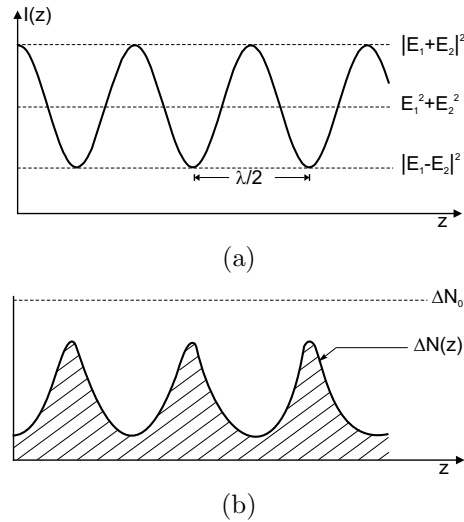 I(z)
|E₁+E₂|²
E₁²+E₂²
|E₁-E₂|²
λ/2
z
(a)
ΔN₀
ΔN(z)
z
(b)